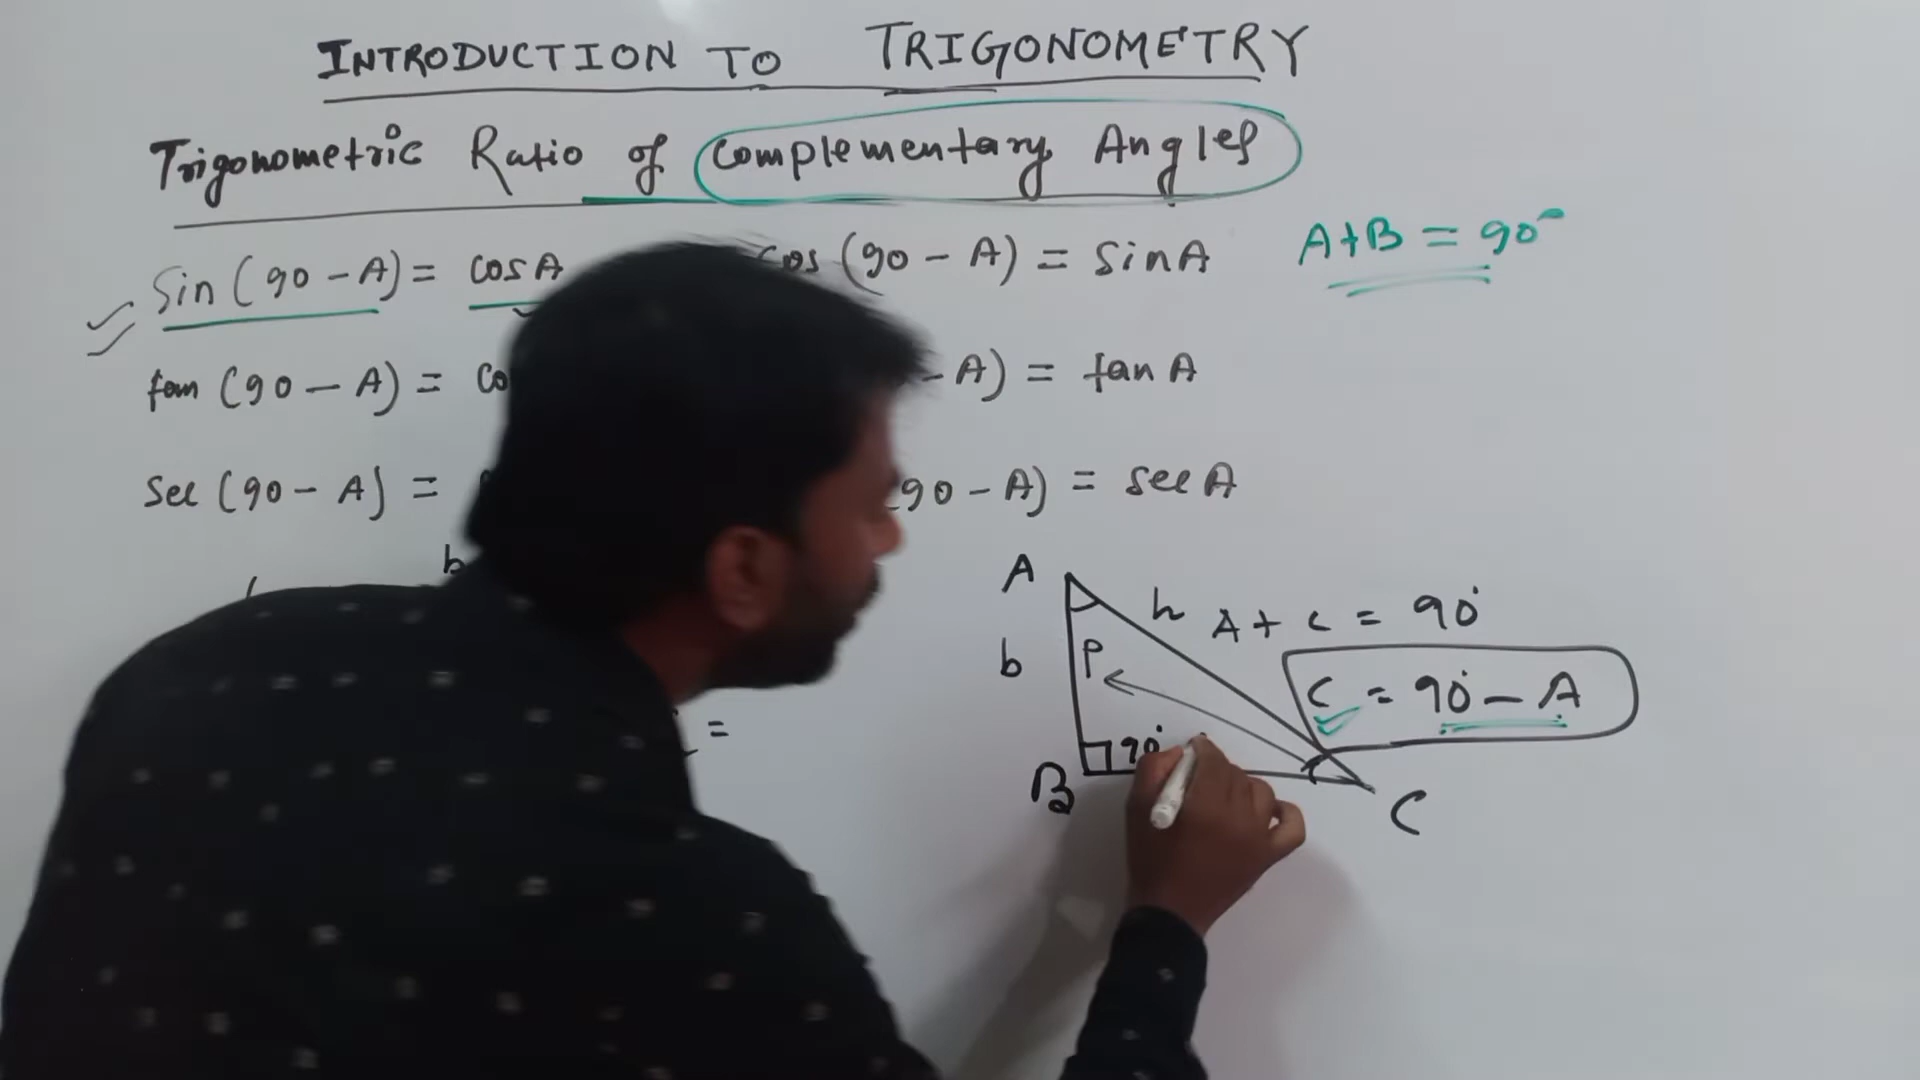 INTRODUCTION TO TRIGONOMETRY
Trigonometric Ratio of Complementary Angles
Sin (90 - A) = cos A
cos (90 - A) = sin A
A+B = 90°
tan (90 - A) = co
- A) = tan A
Sec (90 - A) =
90 - A) = sec A
b
A
h
A + C = 90°
b
P
C = 90° - A
=
90°
B
C